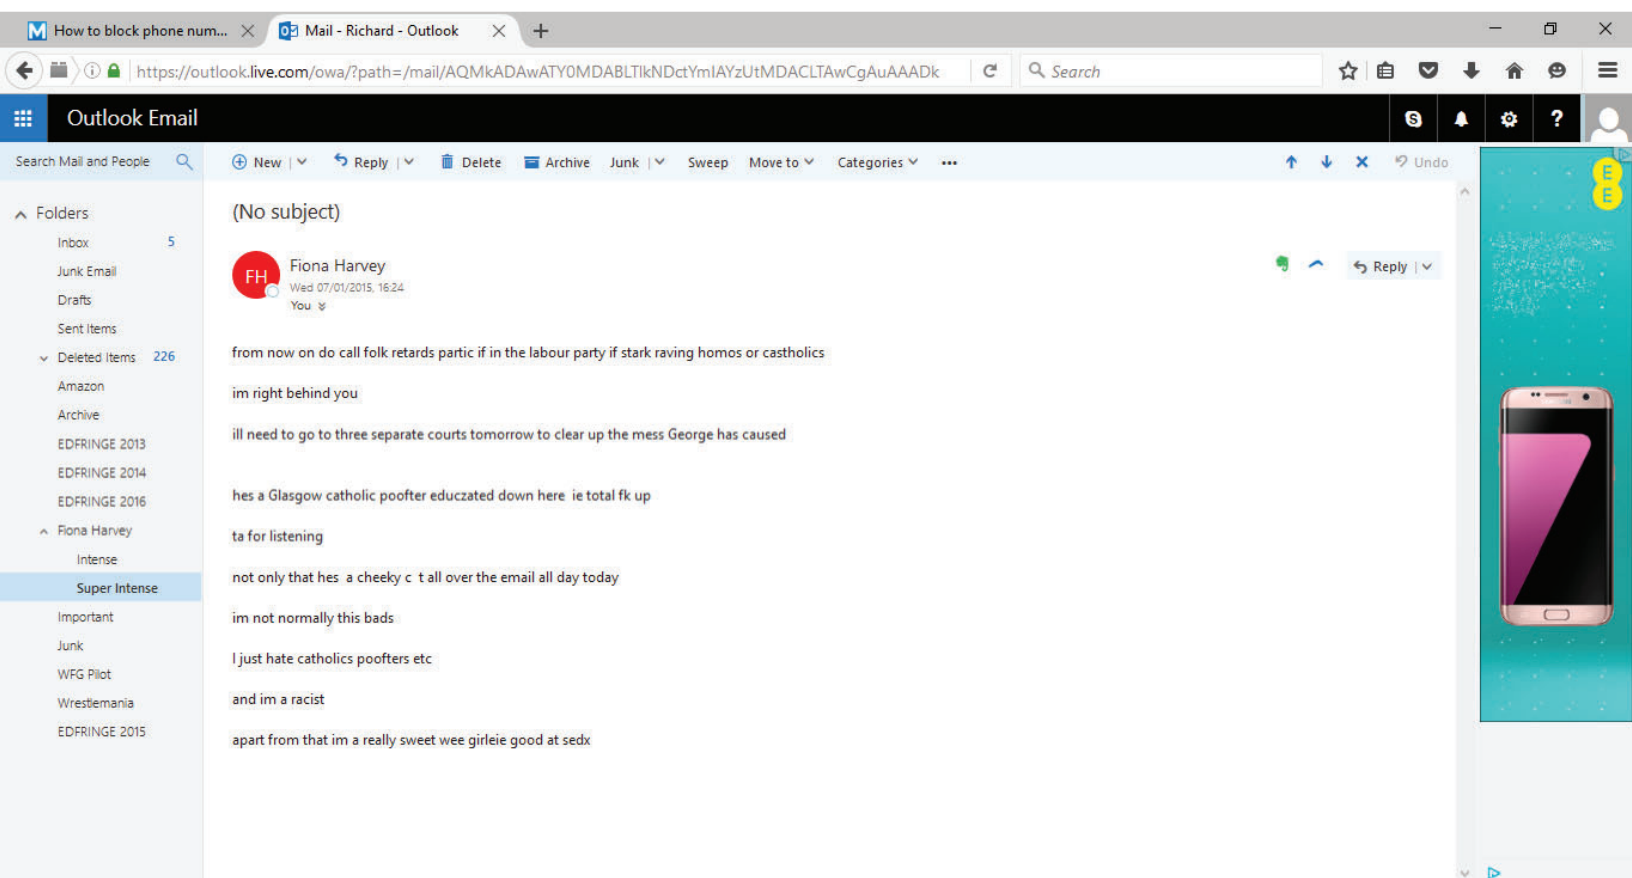 How to block phone num...
Mail - Richard - Outlook
https://outlook.live.com/owa/?path=/mail/
Search
Outlook Email
Search Mail and People
New
Reply
Delete
Archive
Junk
Sweep
Move to
Categories
Undo
Folders
Inbox 5
Junk Email
Drafts
Sent Items
Deleted Items 226
Amazon
Archive
EDFRINGE 2013
EDFRINGE 2014
EDFRINGE 2016
Fiona Harvey
Intense
Super Intense
Important
Junk
WFG Pilot
Wrestlemania
EDFRINGE 2015
(No subject)
FH
Fiona Harvey
Wed 07/01/2015, 16:24
You
Reply
from now on do call folk retards partic if in the labour party if stark raving homos or castholics
im right behind you
ill need to go to three separate courts tomorrow to clear up the mess George has caused
hes a Glasgow catholic poofter educzated down here ie total fk up
ta for listening
not only that hes a cheeky c t all over the email all day today
im not normally this bads
I just hate catholics poofters etc
and im a racist
apart from that im a really sweet wee girleie good at sedx
E
E